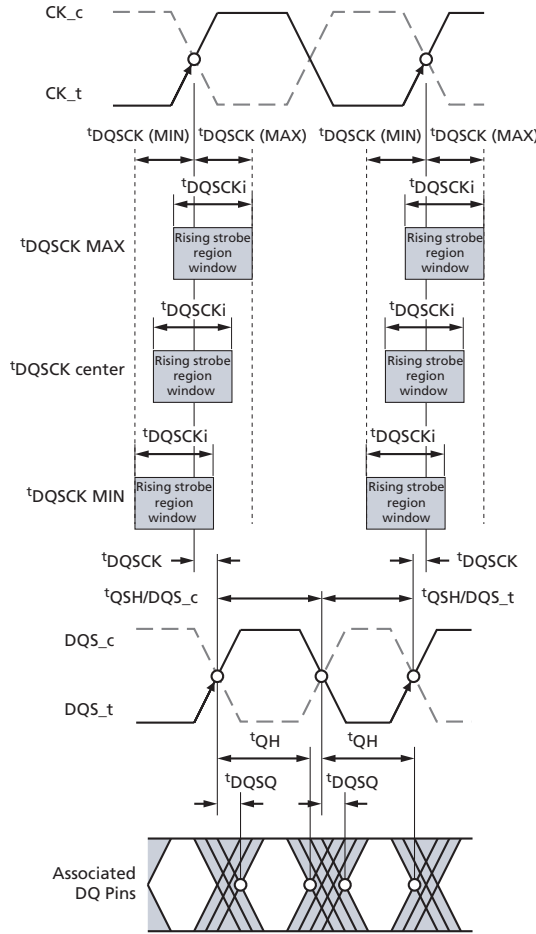 CK_c
CK_t
tDQSCK (MIN) tDQSCK (MAX) tDQSCK (MIN) tDQSCK (MAX)
tDQSCKi tDQSCKi
tDQSCK MAX
Rising strobe
region
window
Rising strobe
region
window
tDQSCKi tDQSCKi
tDQSCK center
Rising strobe
region
window
Rising strobe
region
window
tDQSCKi tDQSCKi
tDQSCK MIN
Rising strobe
region
window
Rising strobe
region
window
tDQSCK tDQSCK
tQSH/DQS_c tQSH/DQS_t
DQS_c
DQS_t
tQH tQH
tDQSQ tDQSQ
Associated
DQ Pins